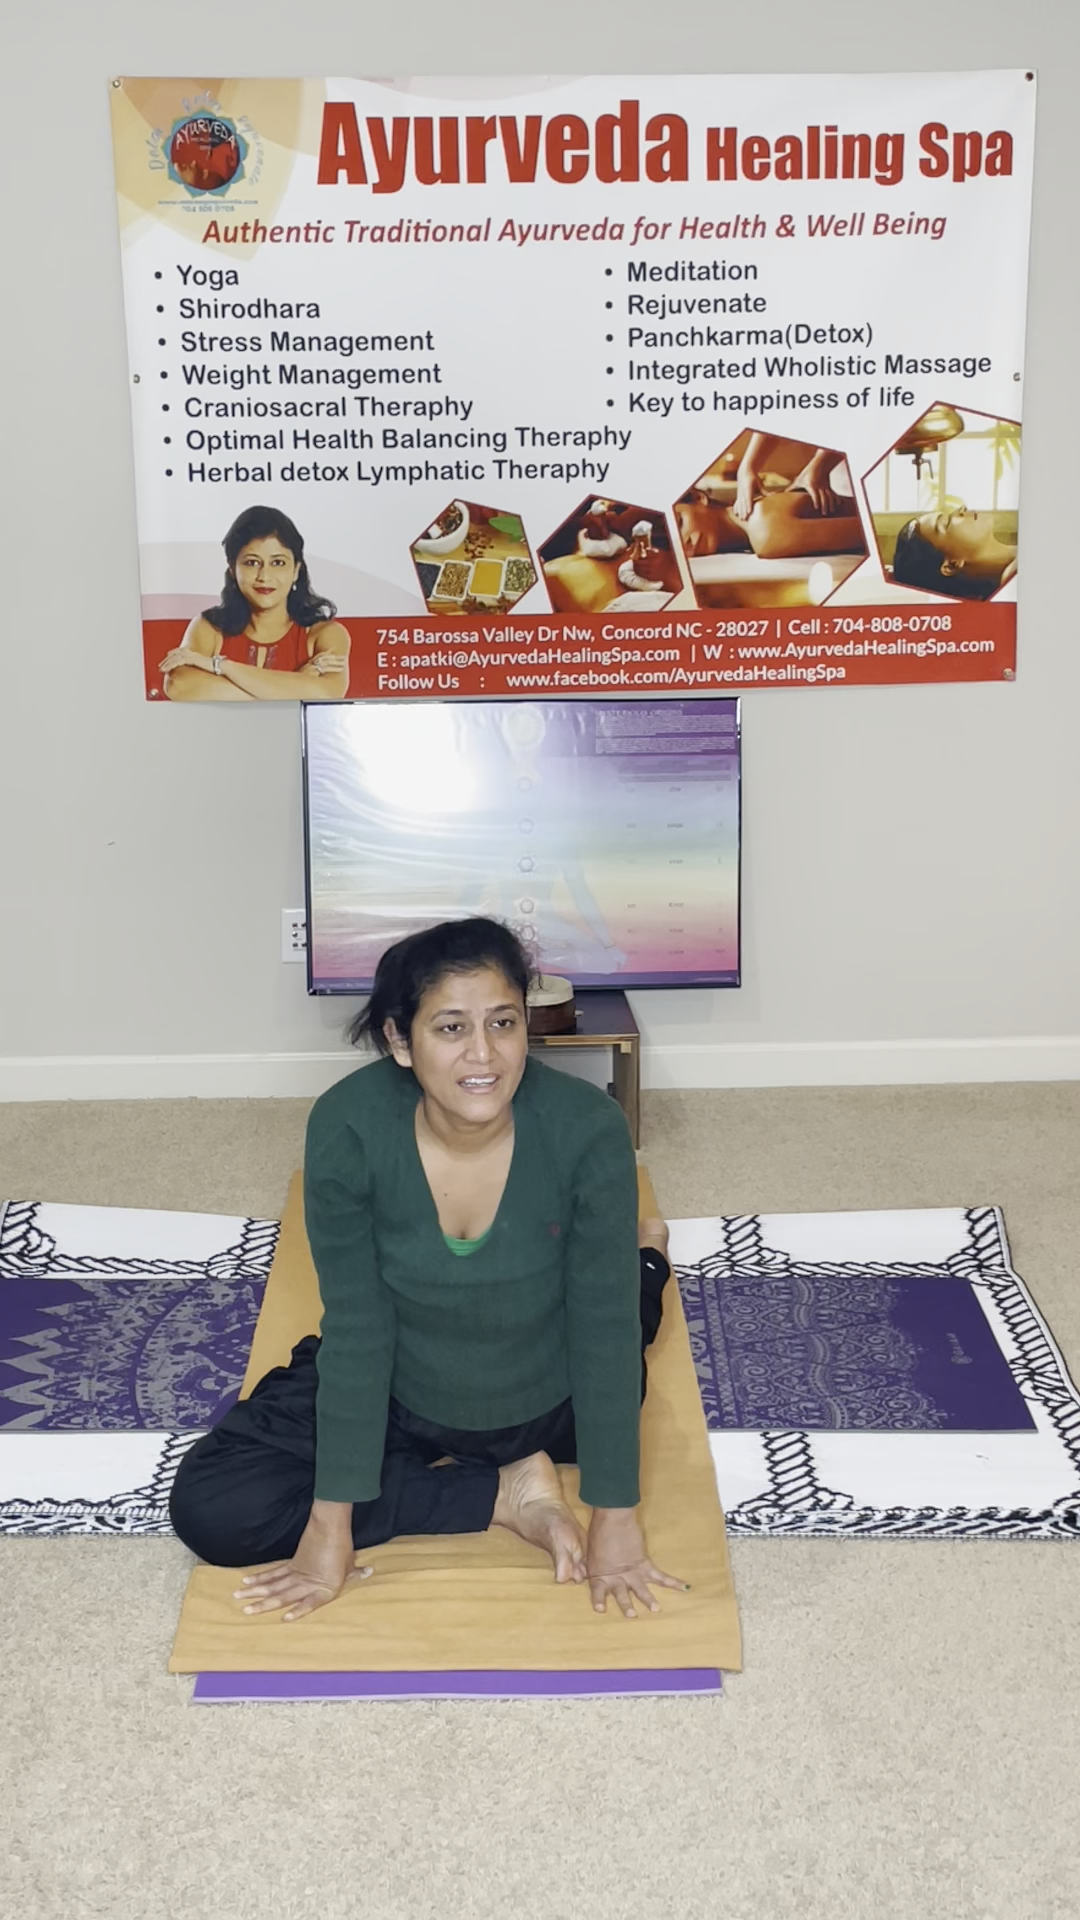 AYURVEDA
Ayurveda Healing Spa
Authentic Traditional Ayurveda for Health & Well Being
• Yoga
• Shirodhara
• Stress Management
• Weight Management
• Craniosacral Theraphy
• Optimal Health Balancing Theraphy
• Herbal detox Lymphatic Theraphy
• Meditation
• Rejuvenate
• Panchkarma(Detox)
• Integrated Wholistic Massage
• Key to happiness of life
754 Barossa Valley Dr Nw, Concord NC - 28027 | Cell : 704-808-0708
E : apatki@AyurvedaHealingSpa.com | W : www.AyurvedaHealingSpa.com
Follow Us : www.facebook.com/AyurvedaHealingSpa